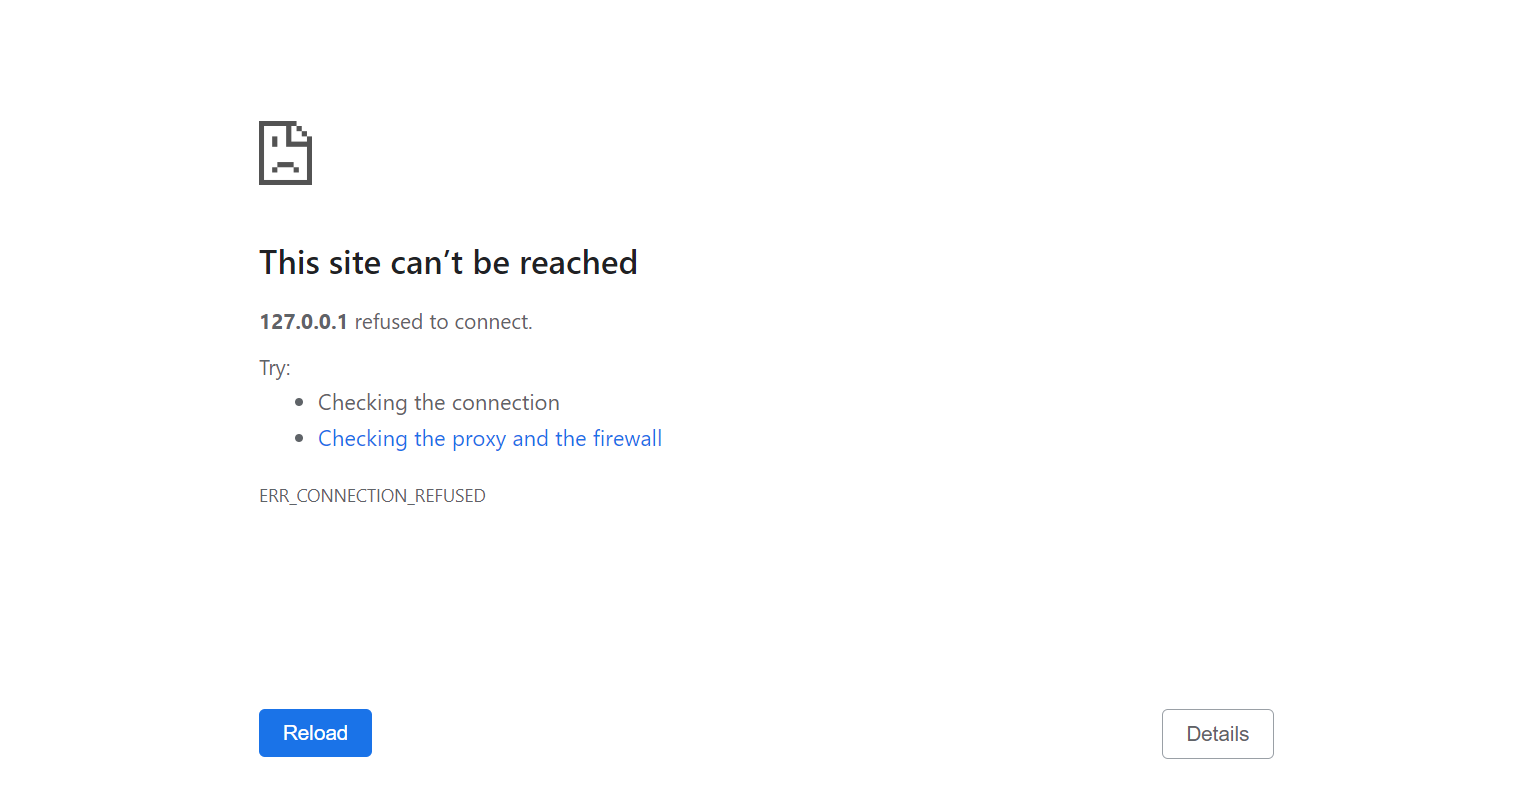 This site can’t be reached
127.0.0.1 refused to connect.
Try:
Checking the connection
Checking the proxy and the firewall
ERR_CONNECTION_REFUSED
Reload
Details